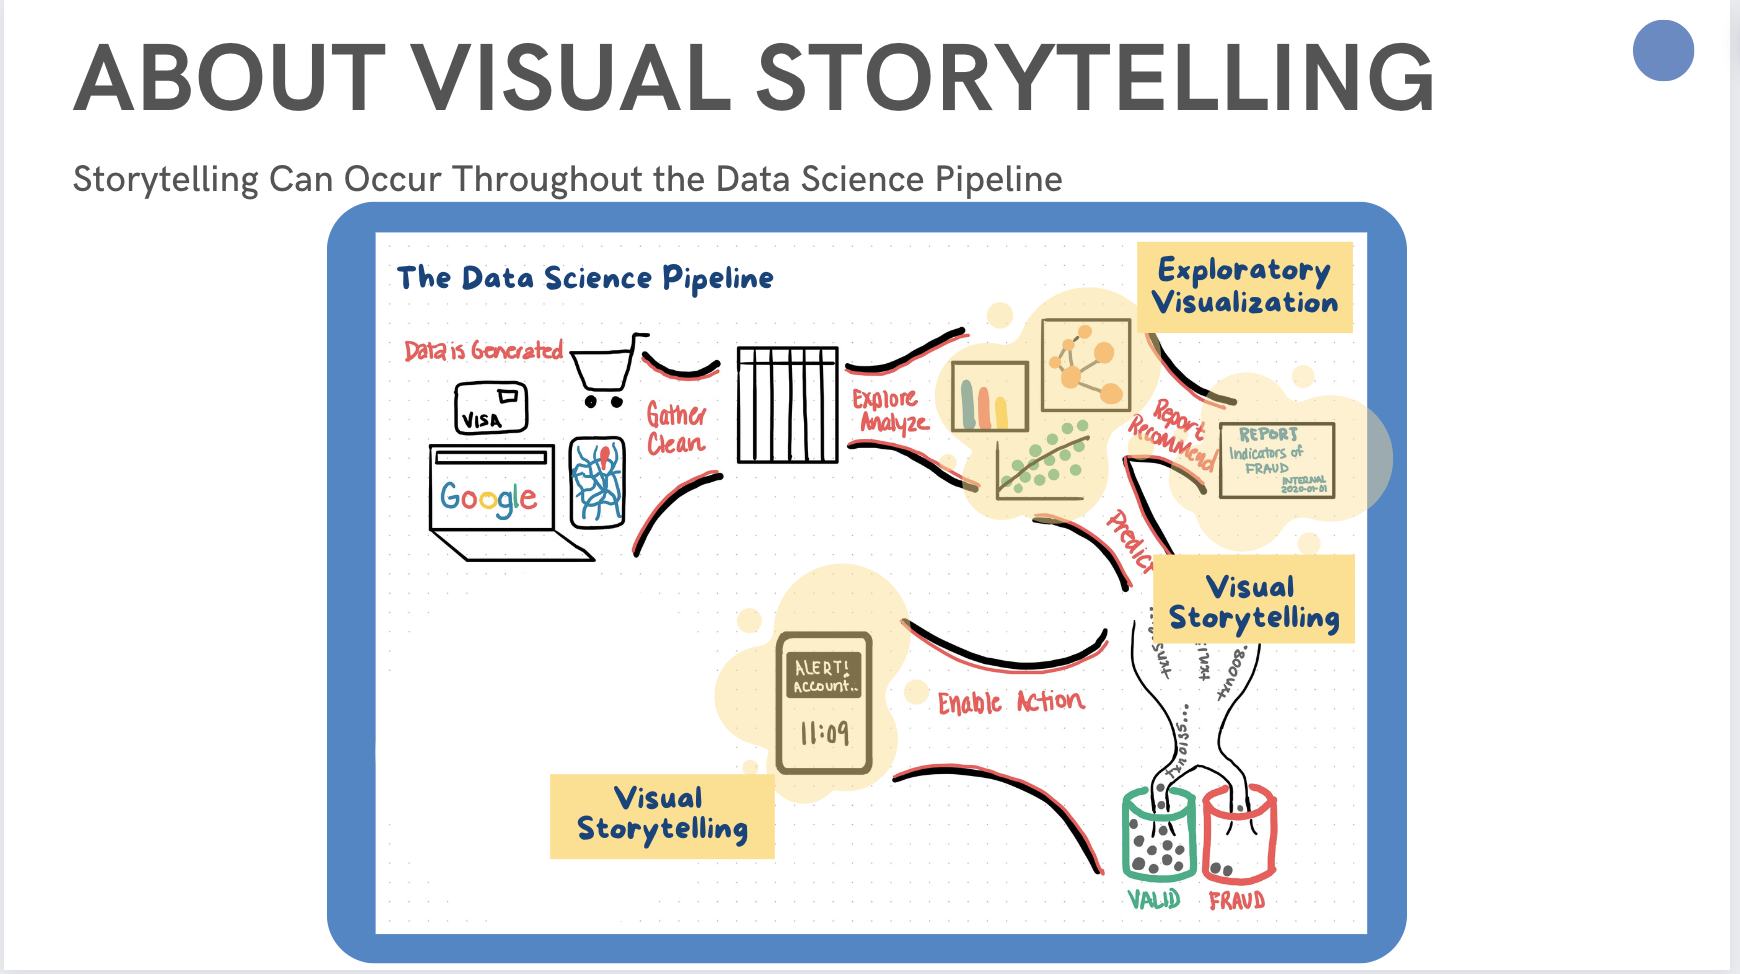 ABOUT VISUAL STORYTELLING
Storytelling Can Occur Throughout the Data Science Pipeline
The Data Science Pipeline
Data is Generated
VISA
Google
Gather
Clean
Explore
Analyze
Exploratory
Visualization
Report
Recommend
REPORT
Indicators of
FRAUD
INTERNAL
2020-01-01
Predict
Visual
Storytelling
Enable Action
ALERT!
Account..
11:09
Visual
Storytelling
VALID
FRAUD